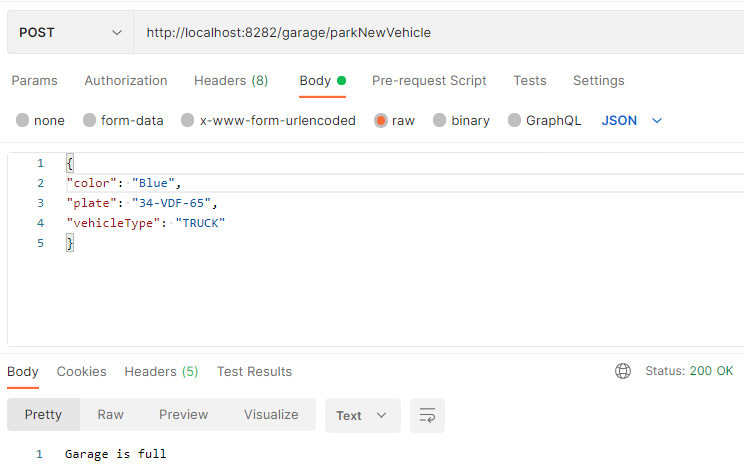 POST http://localhost:8282/garage/parkNewVehicle
Params Authorization Headers (8) Body Pre-request Script Tests Settings
none form-data x-www-form-urlencoded raw binary GraphQL JSON
1 {
2 "color": "Blue",
3 "plate": "34-VDF-65",
4 "vehicleType": "TRUCK"
5 }
Body Cookies Headers (5) Test Results Status: 200 OK
Pretty Raw Preview Visualize Text
1 Garage is full